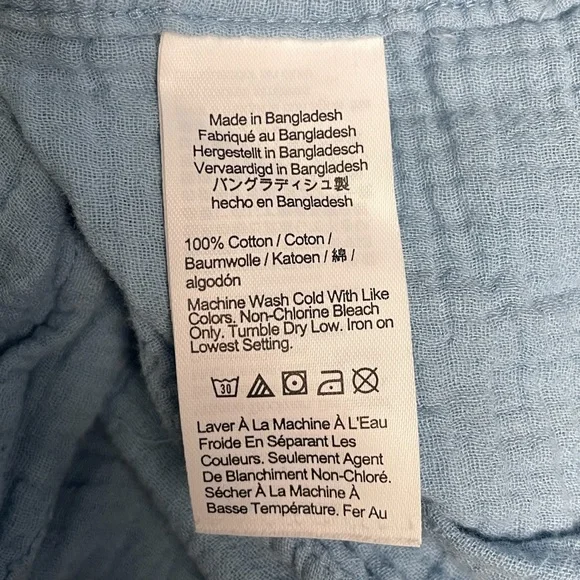 Made in Bangladesh
Fabriqué au Bangladesh
Hergestellt in Bangladesch
Vervaardigd in Bangladesh
バングラディシュ製
hecho en Bangladesh
100% Cotton / Coton /
Baumwolle / Katoen / 綿 /
algodón
Machine Wash Cold With Like
Colors. Non-Chlorine Bleach
Only. Tumble Dry Low. Iron on
Lowest Setting.
30
Laver À La Machine À L'Eau
Froide En Séparant Les
Couleurs. Seulement Agent
De Blanchiment Non-Chloré.
Sécher À La Machine À
Basse Température. Fer Au